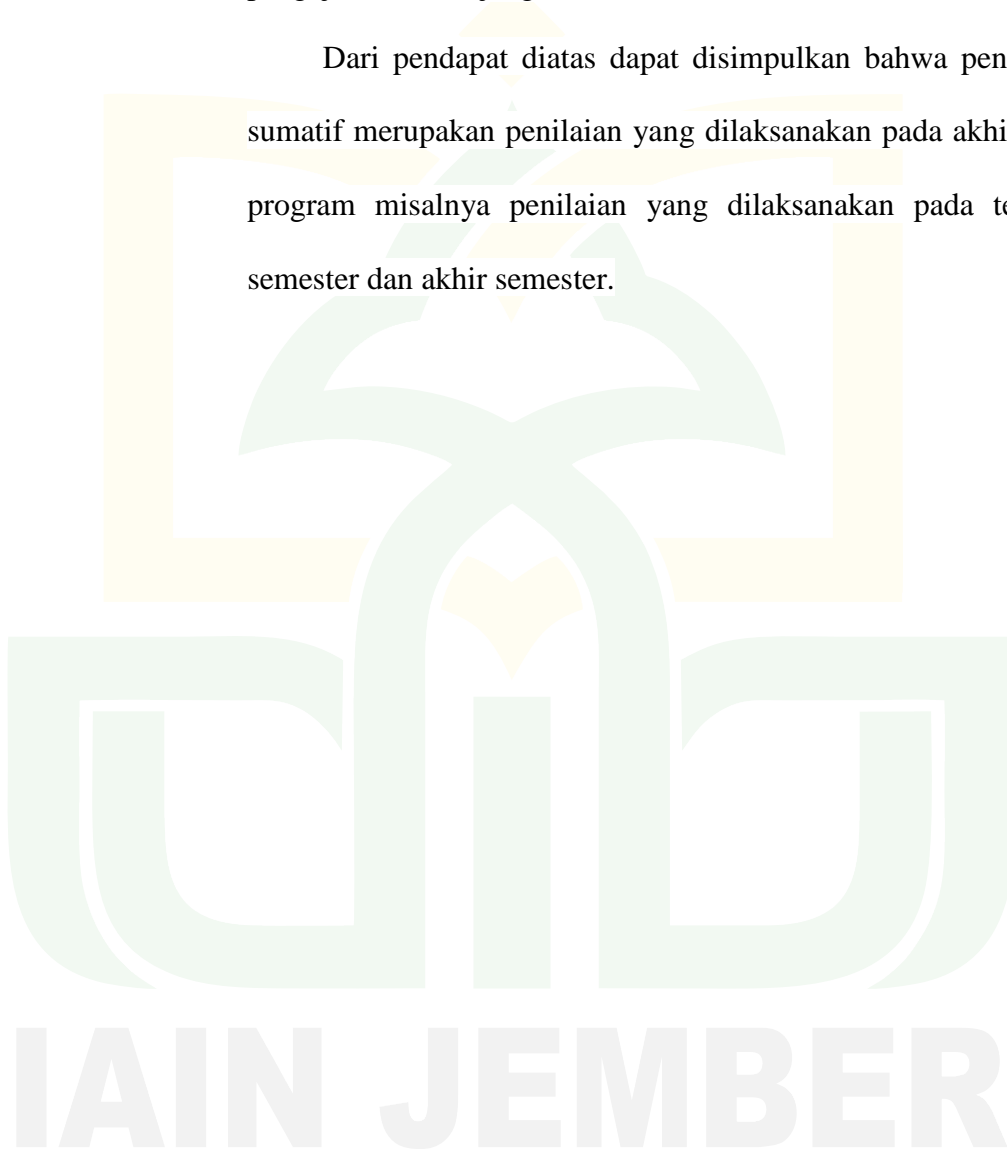 Dari pendapat diatas dapat disimpulkan bahwa
sumatif merupakan penilaian yang dilaksanakan pada
program misalnya penilaian yang dilaksanakan pada
semester dan akhir semester.
IAIN JEMBER